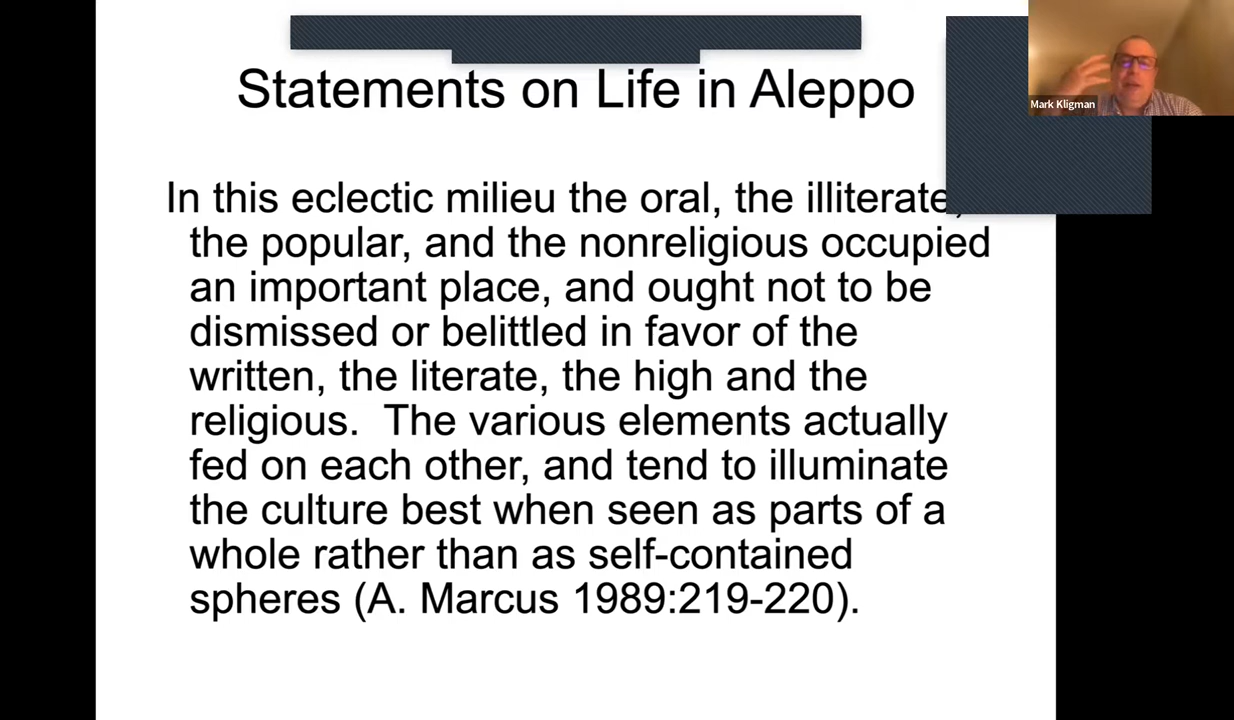 Statements on Life in Aleppo
Mark Kligman
In this eclectic milieu the oral, the illiterate,
the popular, and the nonreligious occupied
an important place, and ought not to be
dismissed or belittled in favor of the
written, the literate, the high and the
religious.  The various elements actually
fed on each other, and tend to illuminate
the culture best when seen as parts of a
whole rather than as self-contained
spheres (A. Marcus 1989:219-220).